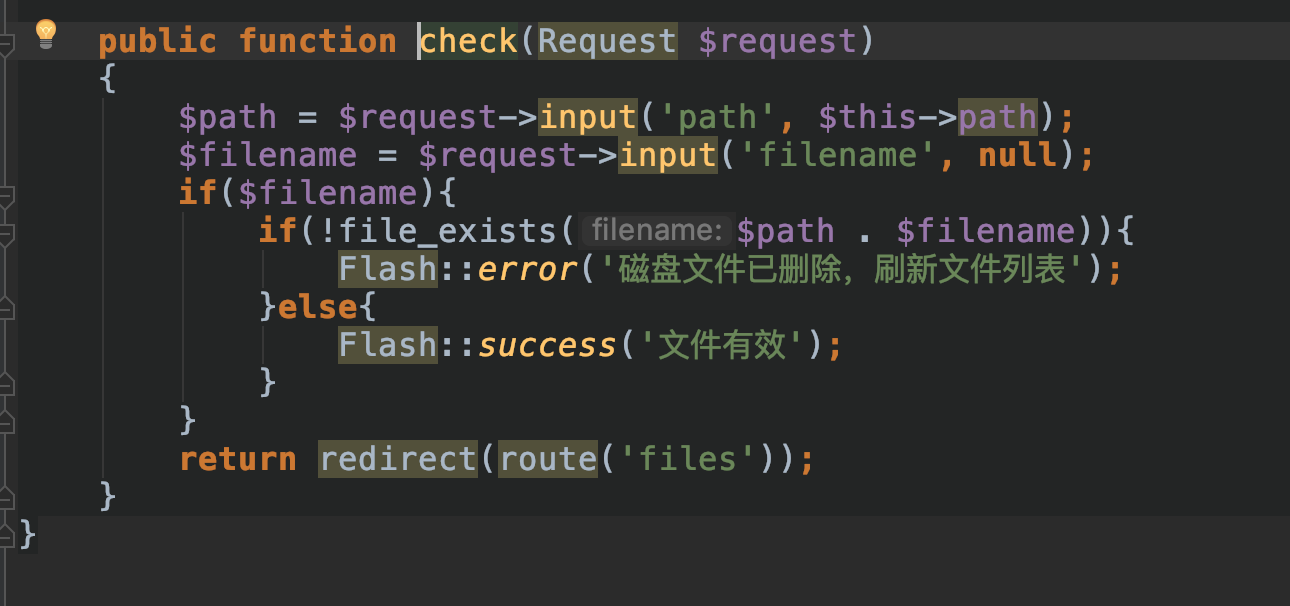 public function check(Request $request)
{
$path = $request->input('path', $this->path);
$filename = $request->input('filename', null);
if($filename){
if(!file_exists( filename: $path . $filename)){
Flash::error('磁盘文件已删除，刷新文件列表');
}else{
Flash::success('文件有效');
}
}
return redirect(route('files'));
}
}